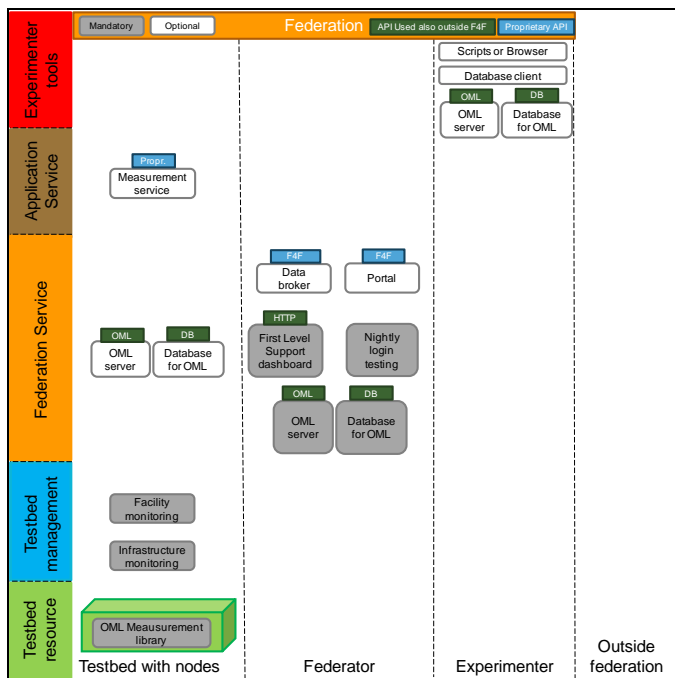 Mandatory
Optional
Federation
API Used also outside F4F
Proprietary API
Experimenter
tools
Scripts or Browser
Database client
OML
OML
server
DB
Database
for OML
Application
Service
Propr.
Measurement
service
Federation Service
F4F
Data
broker
F4F
Portal
HTTP
First Level
Support
dashboard
Nightly
login
testing
OML
OML
server
DB
Database
for OML
OML
OML
server
DB
Database
for OML
Testbed
management
Facility
monitoring
Infrastructure
monitoring
Testbed
resource
OML Meausurement
library
Testbed with nodes
Federator
Experimenter
Outside
federation